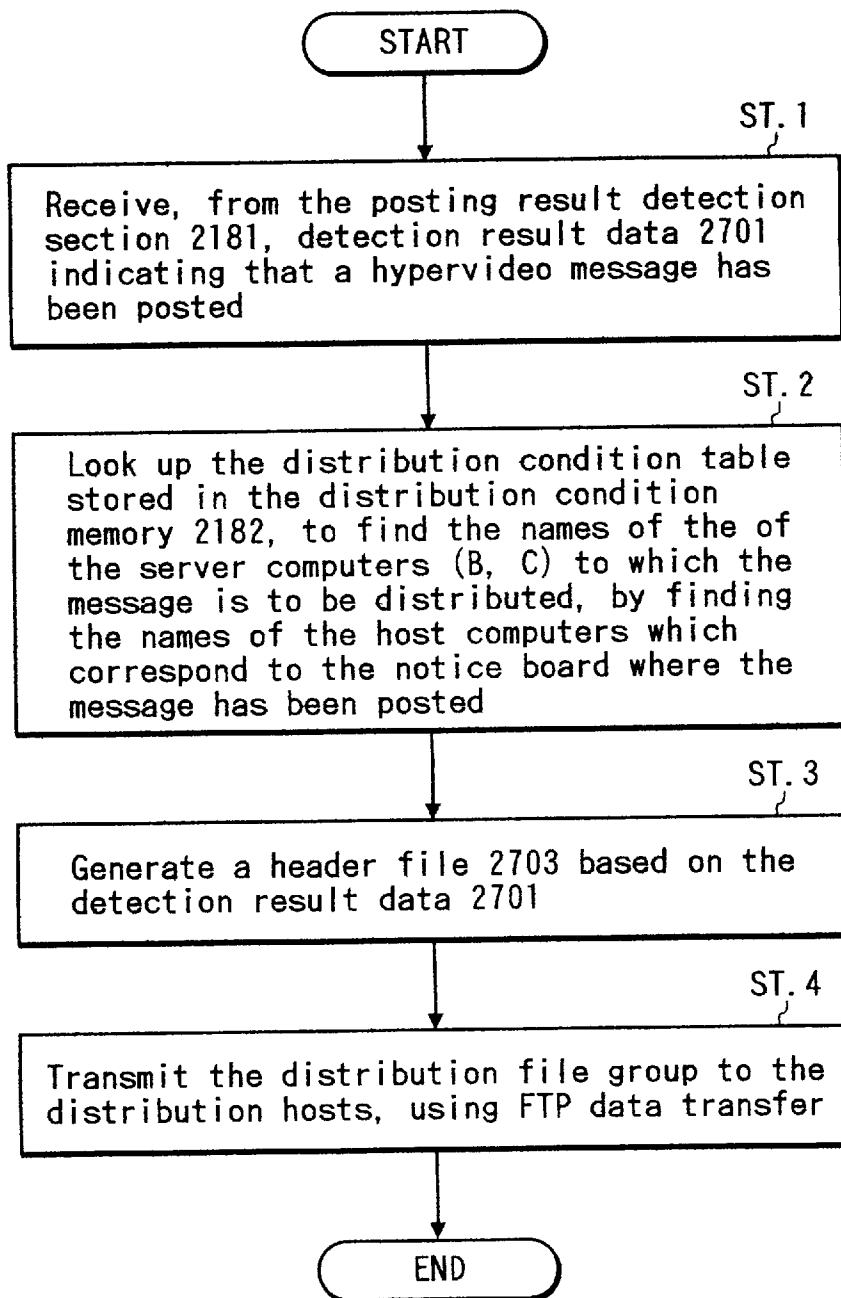 START
ST. 1
Receive, from the posting result detection
section 2181, detection result data 2701
indicating that a hypervideo message has
been posted
ST. 2
Look up the distribution condition table
stored in the distribution condition
memory 2182, to find the names of the of
the server computers (B, C) to which the
message is to be distributed, by finding
the names of the host computers which
correspond to the notice board where the
message has been posted
ST. 3
Generate a header file 2703 based on the
detection result data 2701
ST. 4
Transmit the distribution file group to the
distribution hosts, using FTP data transfer
END